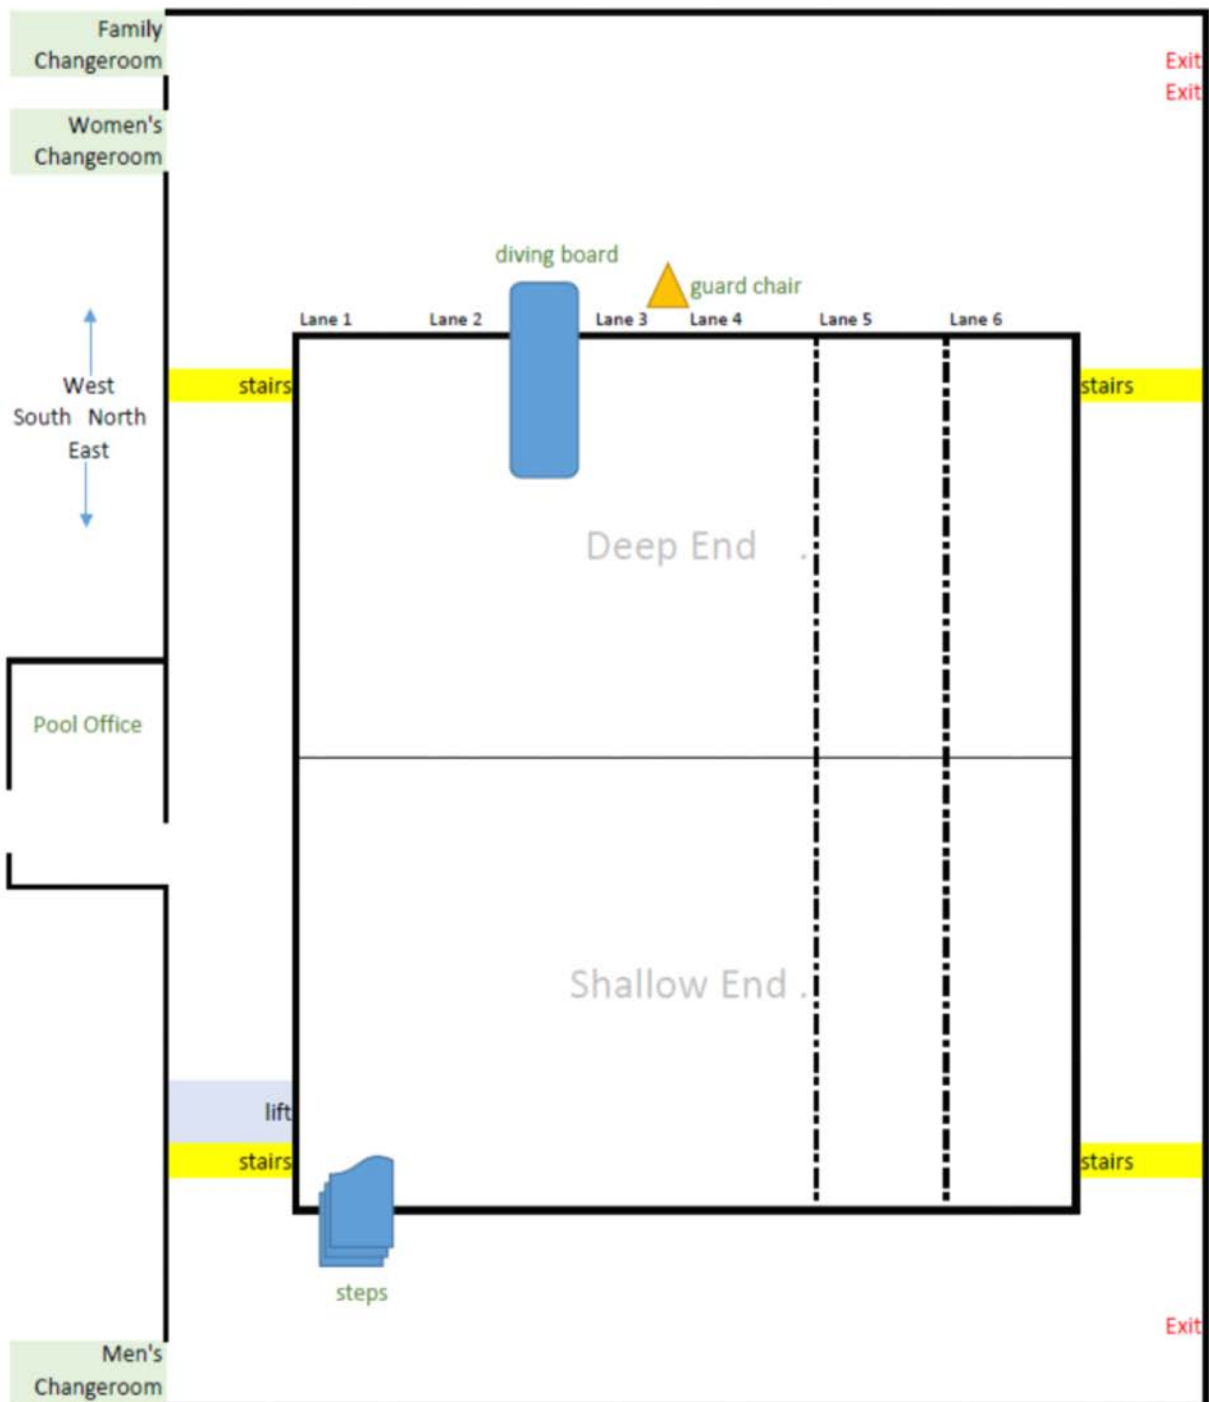 Family
Changeroom
Exit
Exit
Women's
Changeroom
diving board
guard chair
Lane 1 Lane 2 Lane 3 Lane 4 Lane 5 Lane 6
West
South North
East
stairs
stairs
Deep End .
Pool Office
Shallow End .
lift
stairs
stairs
steps
Exit
Men's
Changeroom